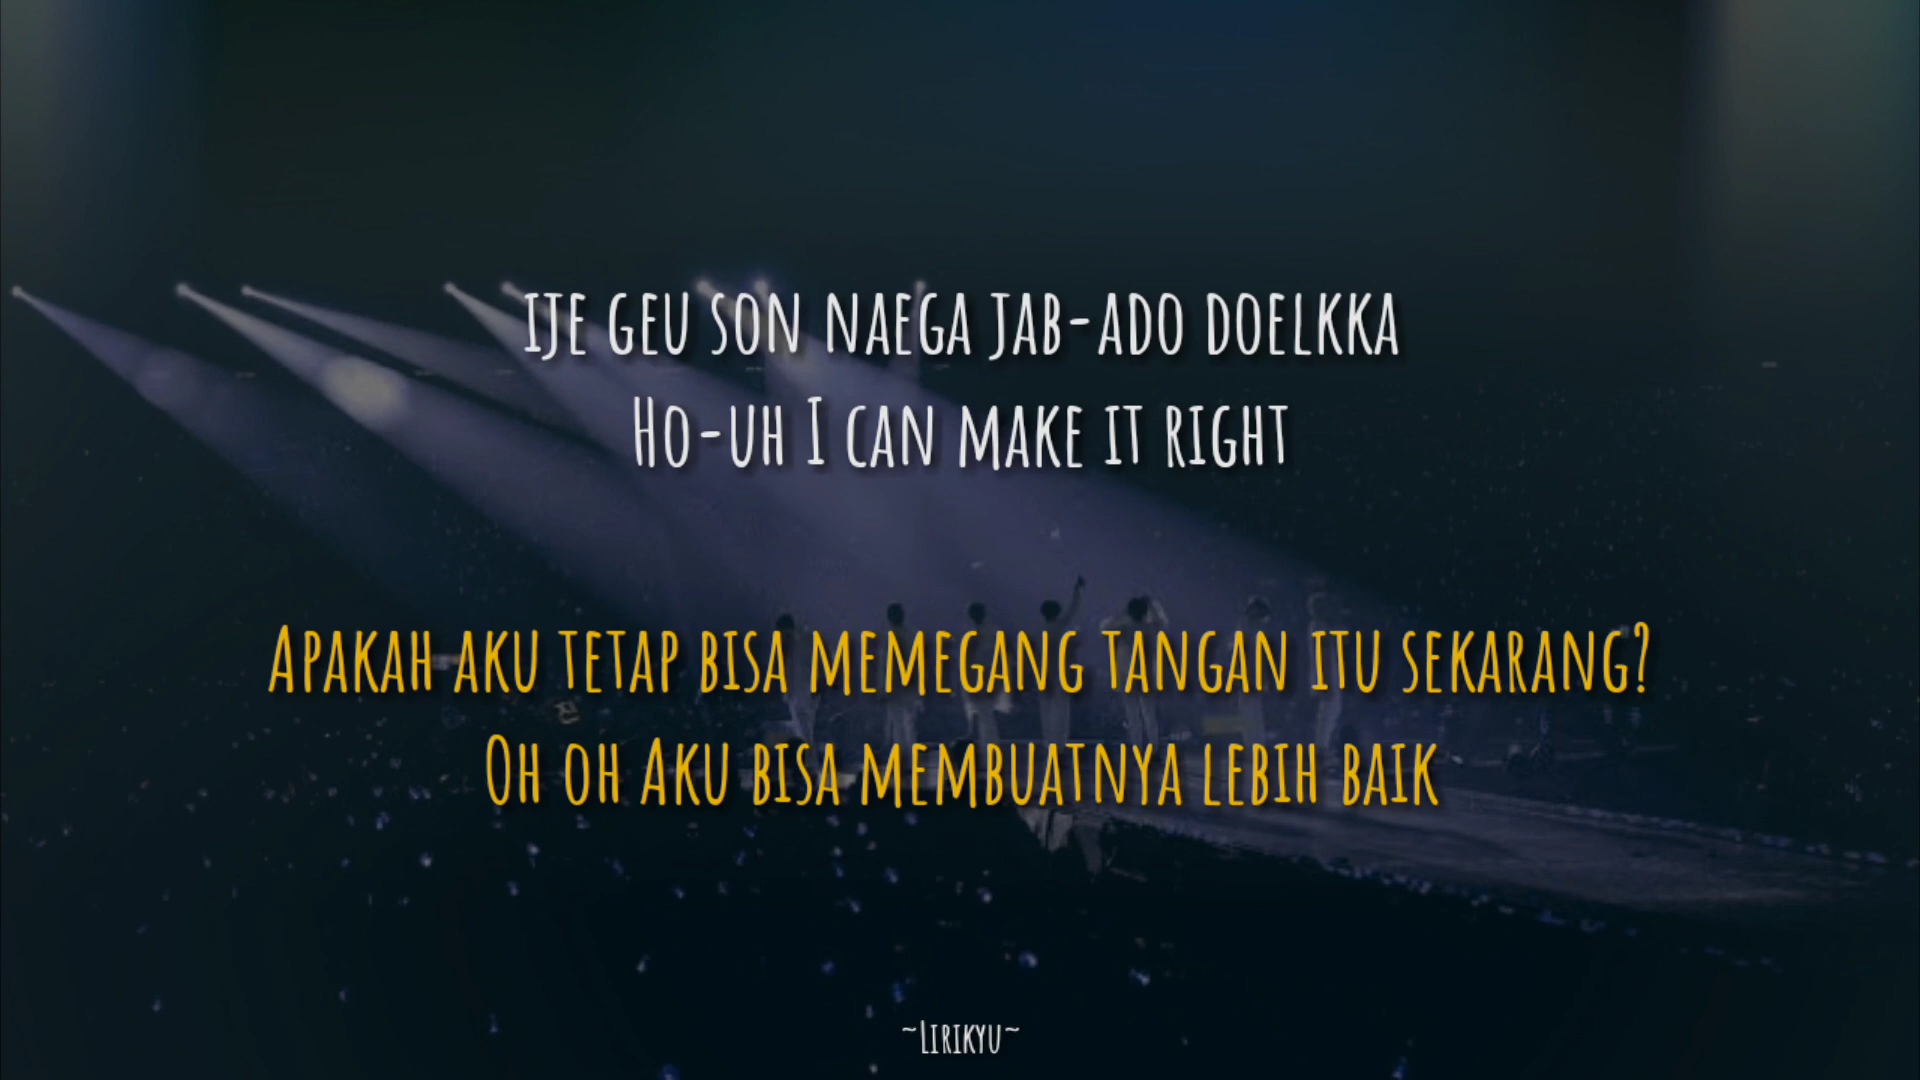 ije geu son naega jab-ado doelkka
Ho-uh I can make it right
Apakah aku tetap bisa memegang tangan itu sekarang?
Oh oh Aku bisa membuatnya lebih baik
~Lirikyu~